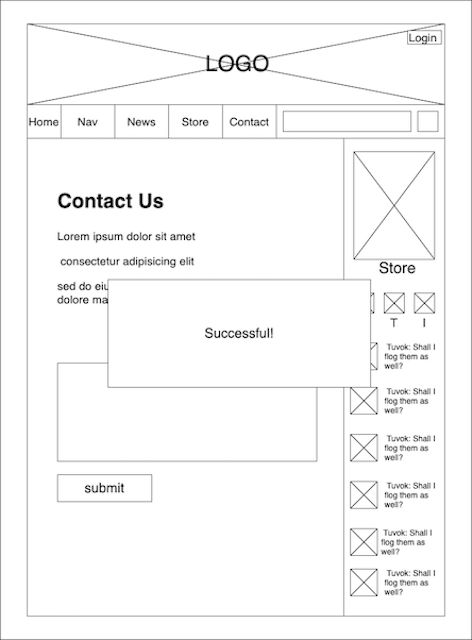 Login
LOGO
Home Nav News Store Contact
Contact Us
Lorem ipsum dolor sit amet
consectetur adipisicing elit
sed do eiu
dolore ma
Successful!
submit
Store
T I
Tuvok: Shall I
flog them as
well?
Tuvok: Shall I
flog them as
well?
Tuvok: Shall I
flog them as
well?
Tuvok: Shall I
flog them as
well?
Tuvok: Shall I
flog them as
well?
Tuvok: Shall I
flog them as
well?